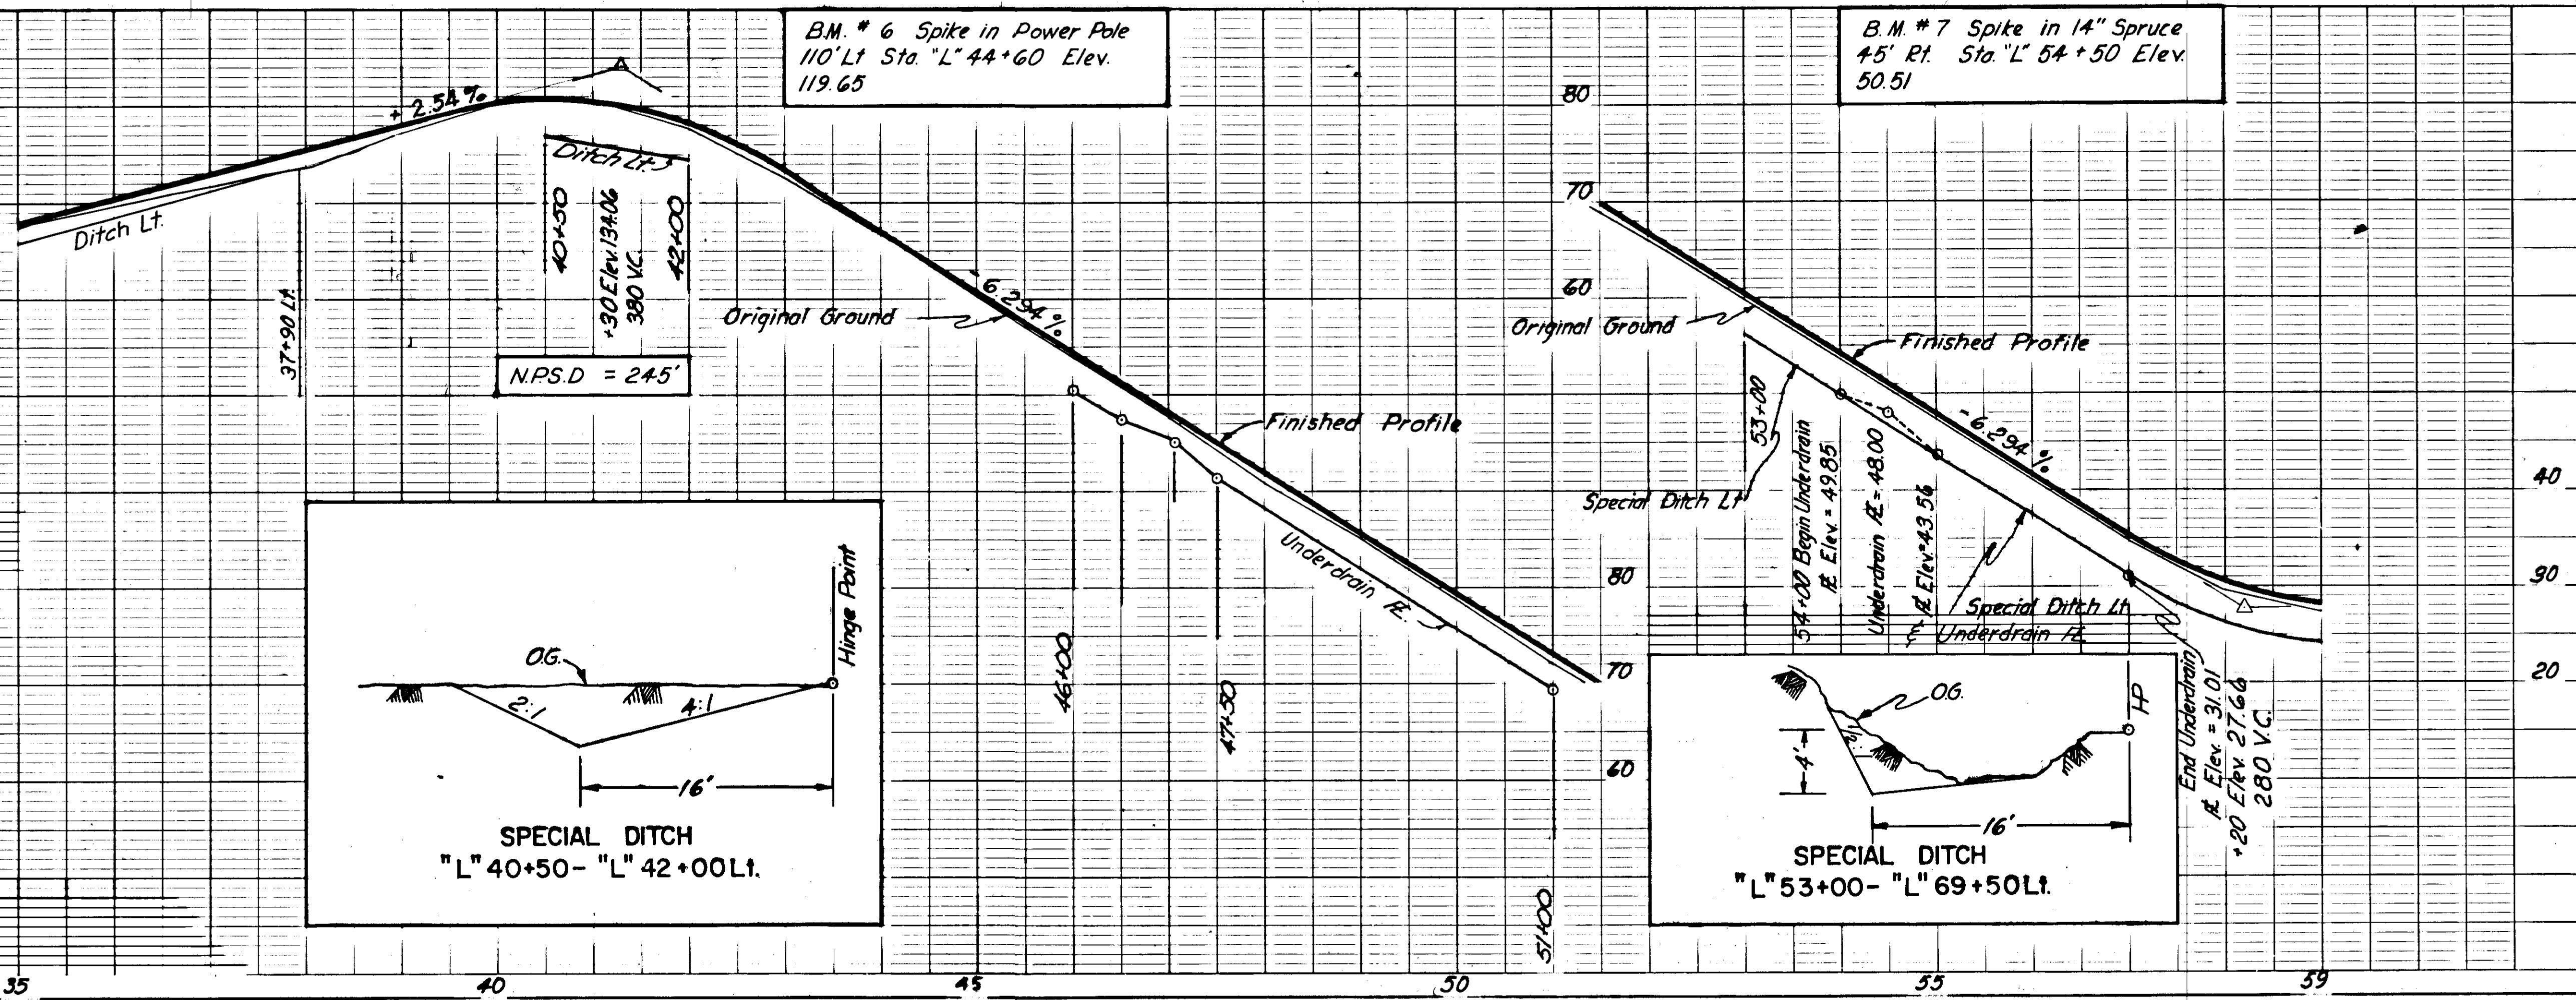 B.M. # 6 Spike in Power Pole
110' Lt Sta. "L" 44+60 Elev.
119.65
B.M. # 7 Spike in 14" Spruce
45' Rt. Sta. "L" 54+50 Elev.
50.51
+ 2.54%
Ditch Lt.
37+90 Lt.
Ditch Lt.
40+50
+30 Elev. 134.06
380 V.C.
42+00
N.P.S.D = 245'
Original Ground
- 6.294%
Finished Profile
Underdrain FL
46+00
47+50
51+00
80
70
60
80
70
60
Original Ground
Finished Profile
- 6.294%
53+00
Special Ditch Lt
54+00 Begin Underdrain
FL Elev. = 49.85
Underdrain FL = 48.00
FL Elev = 43.56
Special Ditch Lt
& Underdrain FL
End Underdrain
FL Elev. = 31.01
+20 Elev. 27.66
280 V.C.
40
30
20
O.G.
2:1
4:1
Hinge Point
16'
SPECIAL DITCH
"L" 40+50 - "L" 42+00 Lt.
O.G.
4'
HP
16'
SPECIAL DITCH
"L" 53+00 - "L" 69+50 Lt.
35
40
45
50
55
59